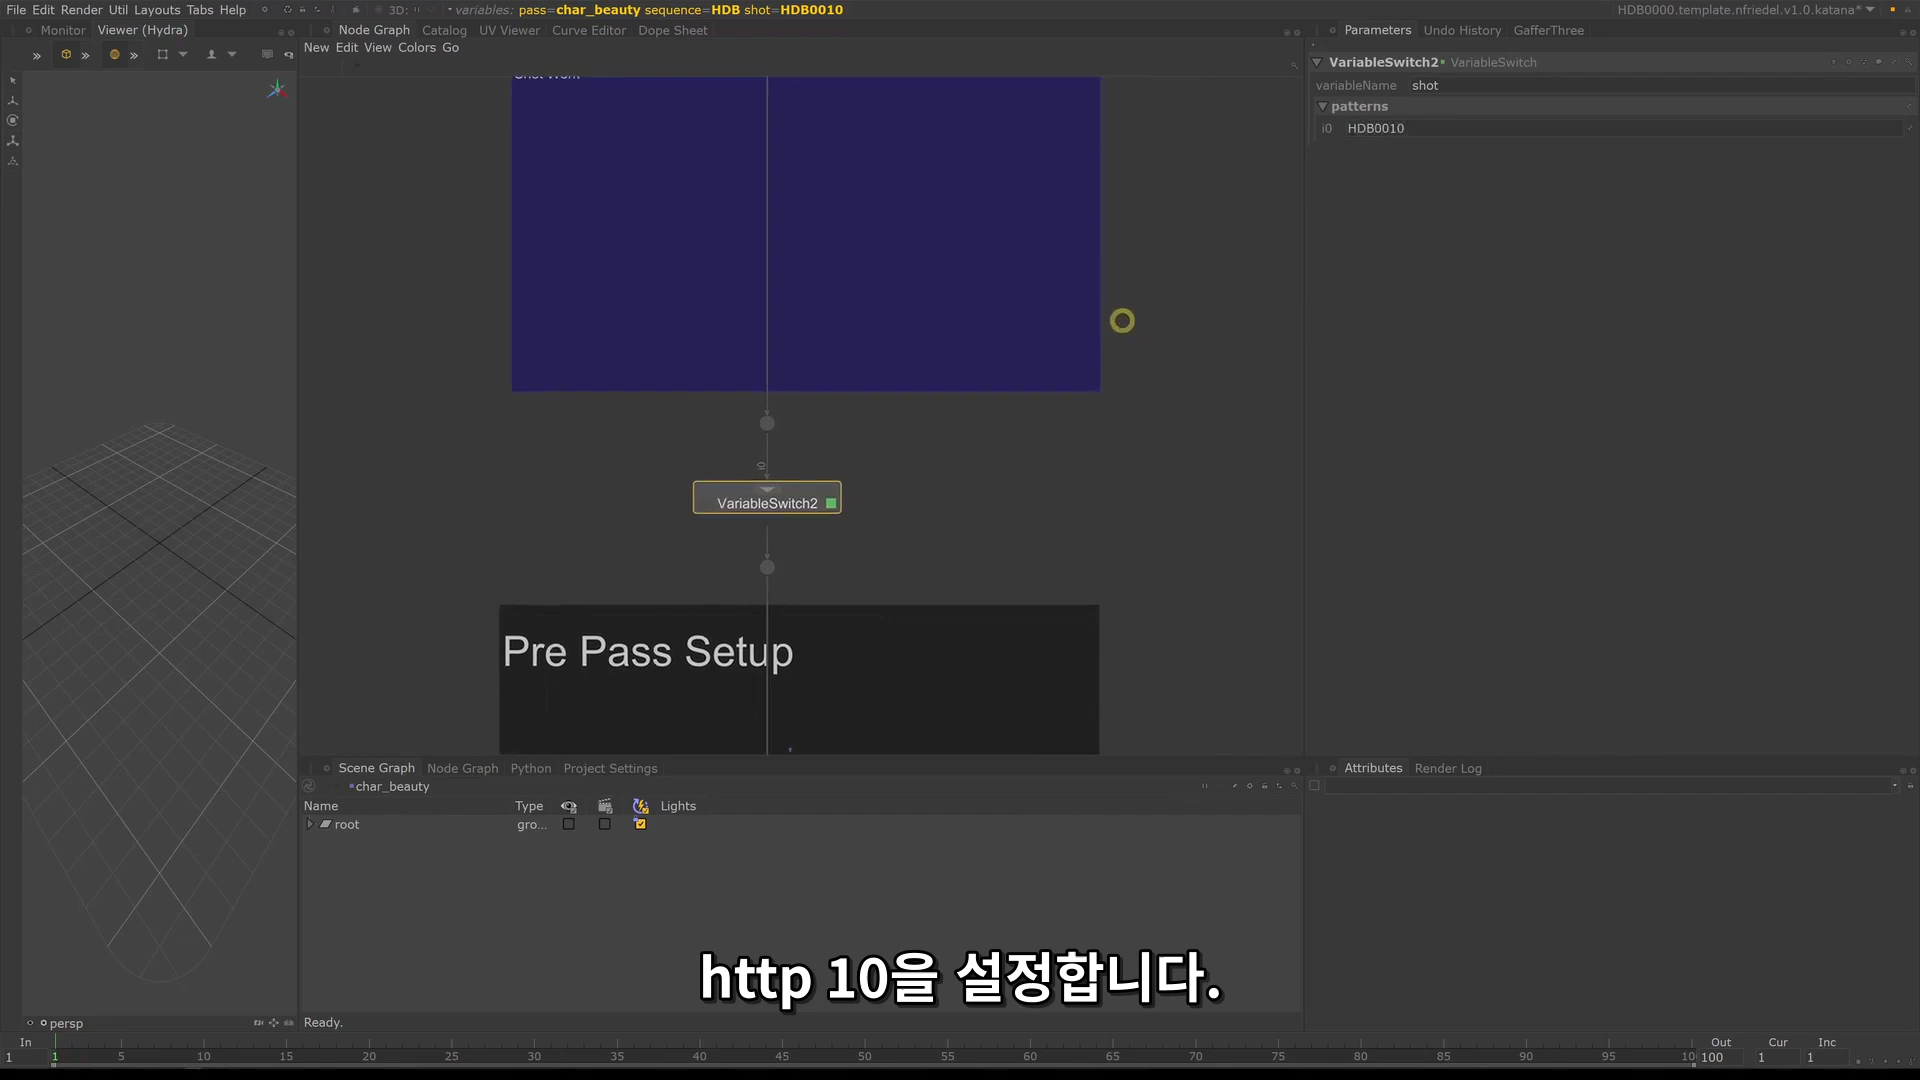 File Edit Render Util Layouts Tabs Help 3D: variables: pass=char_beauty sequence=HDB shot=HDB0010 HDB0000.template.nfriedel.v1.0.katana*
Monitor Viewer (Hydra) Node Graph Catalog UV Viewer Curve Editor Dope Sheet Parameters Undo History GafferThree
New Edit View Colors Go
VariableSwitch2 VariableSwitch
variableName shot
patterns
i0 HDB0010
Shot Work
i0
VariableSwitch2
Pre Pass Setup
Scene Graph Node Graph Python Project Settings Attributes Render Log
char_beauty
Name Type Lights
root gro...
http 10을 설정합니다.
persp Ready.
In Out Cur Inc
1 1 5 10 15 20 25 30 35 40 45 50 55 60 65 70 75 80 85 90 95 10 100 1 1